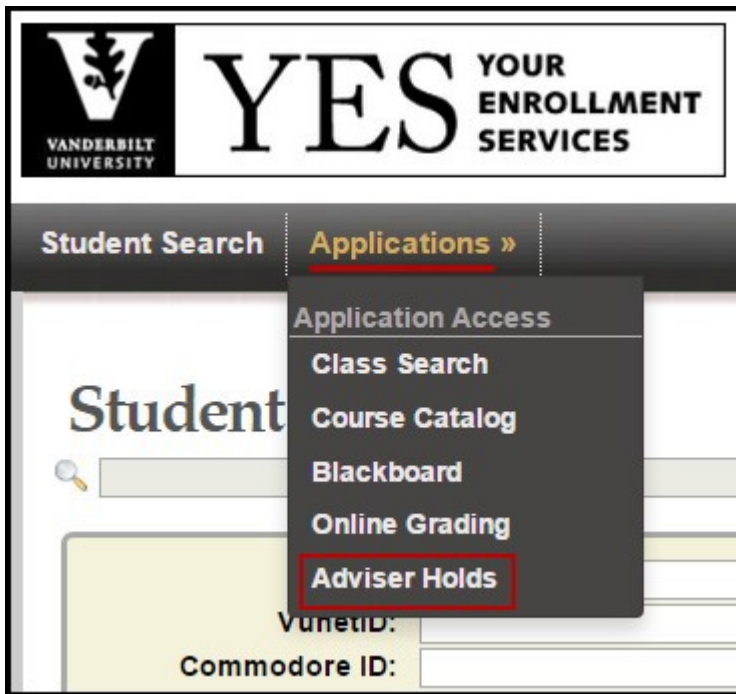 VANDERBILT
UNIVERSITY
YES
YOUR
ENROLLMENT
SERVICES
Student Search
Applications »
Application Access
Class Search
Course Catalog
Blackboard
Online Grading
Adviser Holds
Student
VunetID:
Commodore ID: